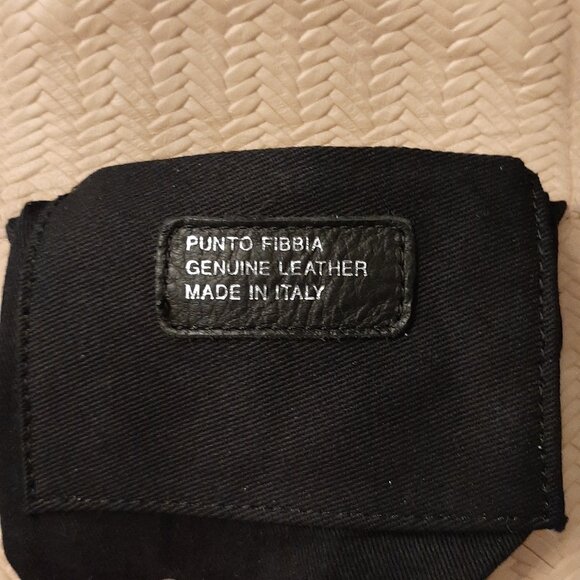 PUNTO FIBBIA
GENUINE LEATHER
MADE IN ITALY